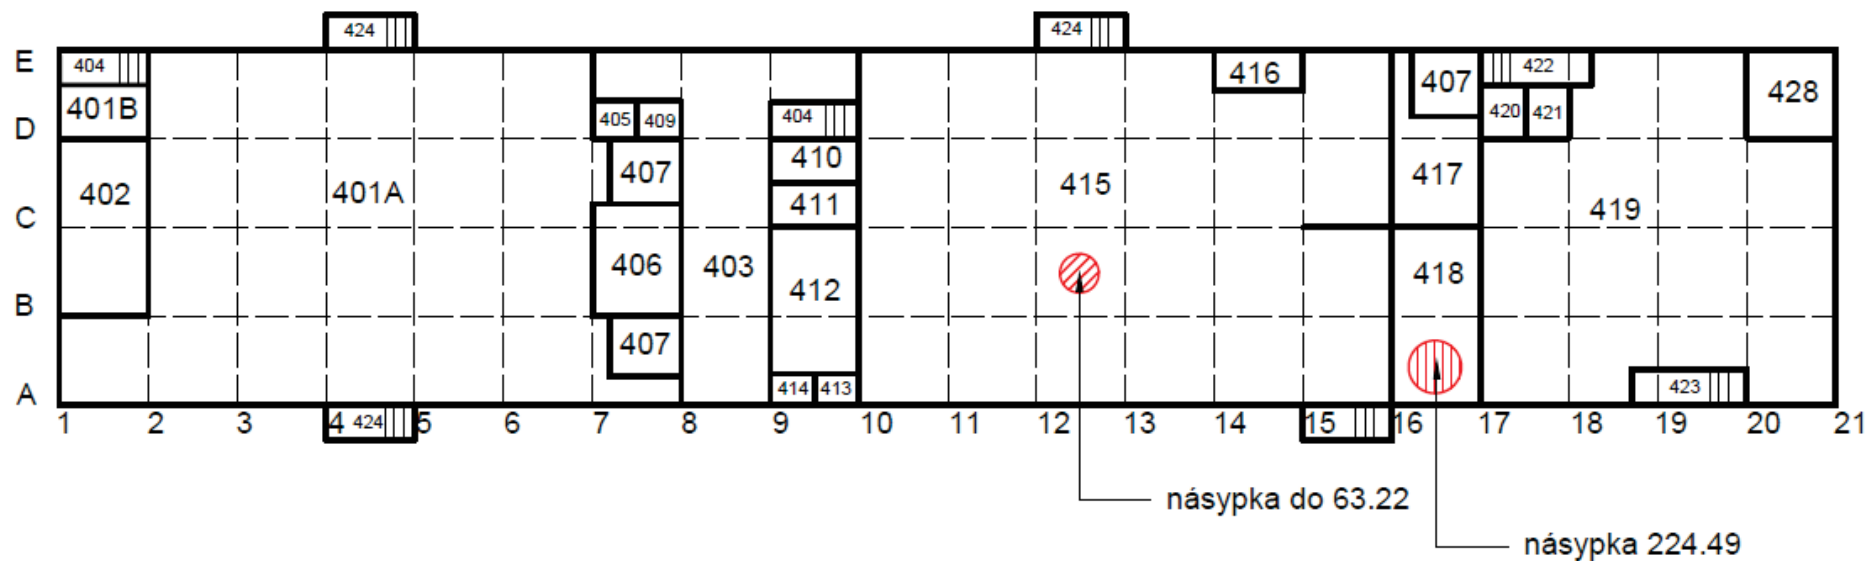 424 424
E 404 416 407 422 428
401B
405 409 404 420 421
D
402 401A 407 410 415 417 419
C 411
406 403 412 418
B
407
A 414 413 423
1 2 3 4 424 5 6 7 8 9 10 11 12 13 14 15 16 17 18 19 20 21
násypka do 63.22
násypka 224.49